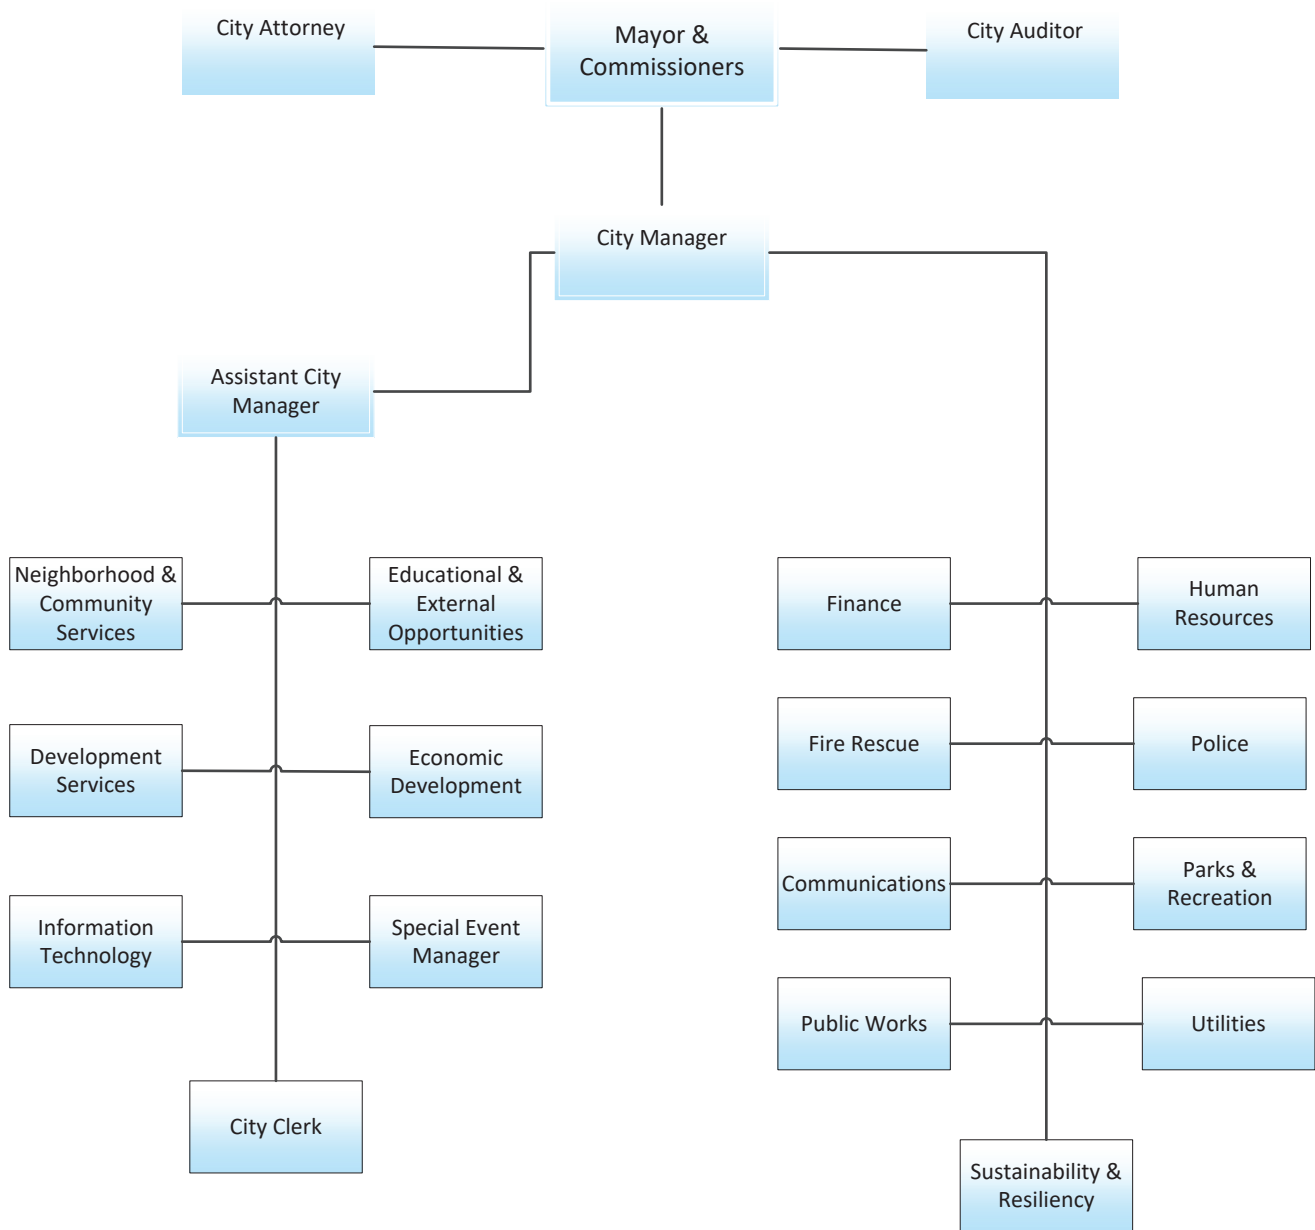 City Attorney
Mayor &
Commissioners
City Auditor
City Manager
Assistant City
Manager
Neighborhood &
Community
Services
Educational &
External
Opportunities
Finance
Human
Resources
Development
Services
Economic
Development
Fire Rescue
Police
Information
Technology
Special Event
Manager
Communications
Parks &
Recreation
Public Works
Utilities
City Clerk
Sustainability &
Resiliency